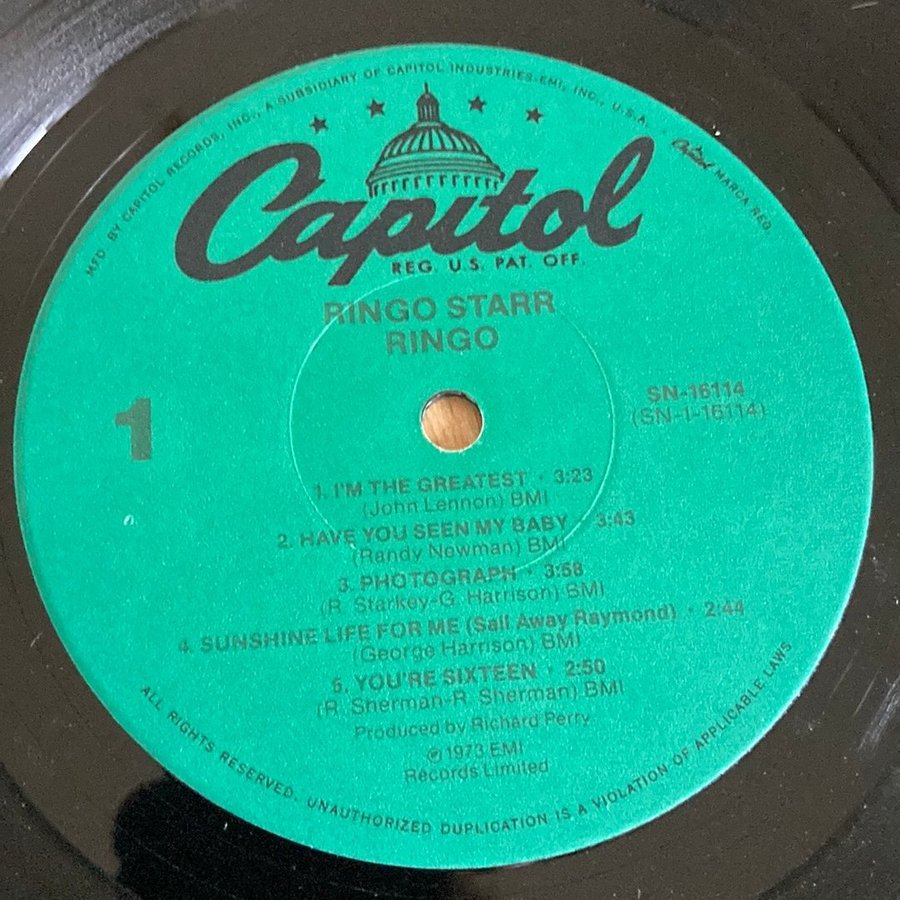 MFD. BY CAPITOL RECORDS, INC., A SUBSIDIARY OF CAPITOL INDUSTRIES-EMI, INC., U.S.A. • Capitol MARCA REG.
Capitol
REG. U.S. PAT. OFF.
RINGO STARR
RINGO
1
SN-16114
(SN-1-16114)
1. I'M THE GREATEST • 3:23
(John Lennon) BMI
2. HAVE YOU SEEN MY BABY • 3:43
(Randy Newman) BMI
3. PHOTOGRAPH • 3:58
(R. Starkey-G. Harrison) BMI
4. SUNSHINE LIFE FOR ME (Sail Away Raymond) • 2:44
(George Harrison) BMI
5. YOU'RE SIXTEEN • 2:50
(R. Sherman-R. Sherman) BMI
Produced by Richard Perry
℗1973 EMI
Records Limited
ALL RIGHTS RESERVED. UNAUTHORIZED DUPLICATION IS A VIOLATION OF APPLICABLE LAWS